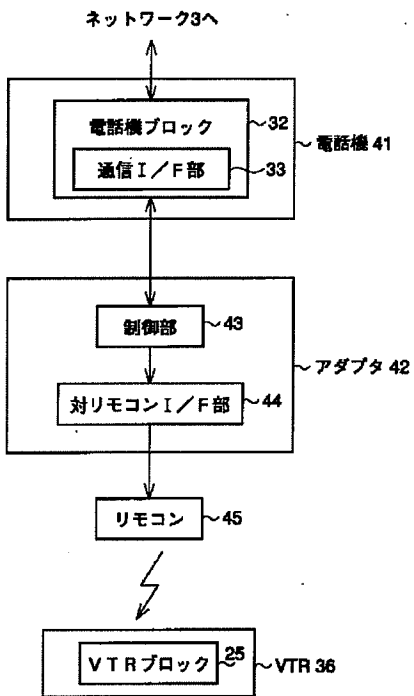 ネットワーク3へ
電話機ブロック
32
通信I/F部
33
電話機 41
制御部
43
対リモコンI/F部
44
アダプタ 42
リモコン
45
VTRブロック
25
VTR 36